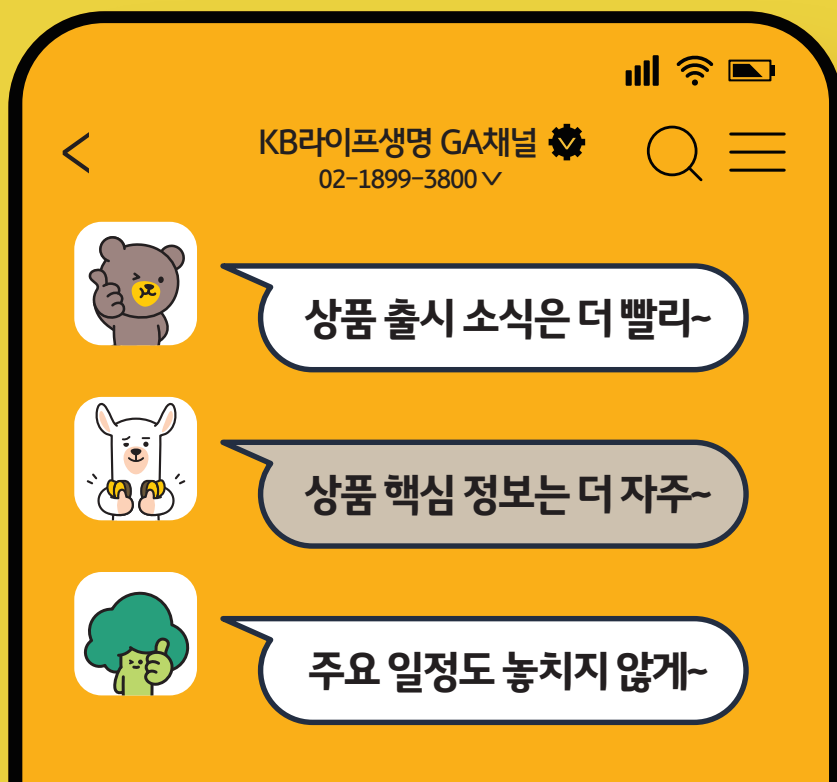 KB라이프생명 GA채널
02-1899-3800
상품 출시 소식은 더 빨리~
상품 핵심 정보는 더 자주~
주요 일정도 놓치지 않게~